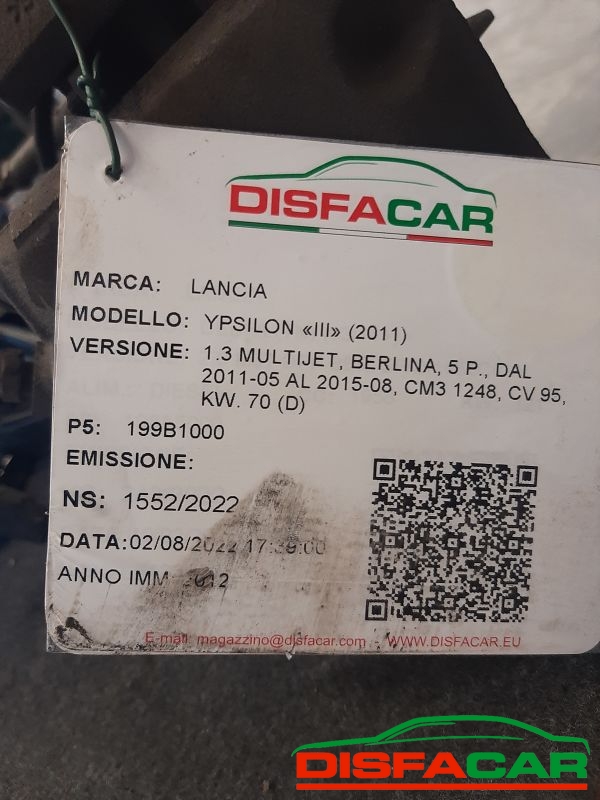 DISFACAR
MARCA: LANCIA
MODELLO: YPSILON «III» (2011)
VERSIONE: 1.3 MULTIJET, BERLINA, 5 P., DAL
2011-05 AL 2015-08, CM3 1248, CV 95,
KW. 70 (D)
P5: 199B1000
EMISSIONE:
NS: 1552/2022
DATA:02/08/2022 17:39:00
ANNO IMM 2012
E-mail: magazzino@disfacar.com - WWW.DISFACAR.EU
DISFACAR